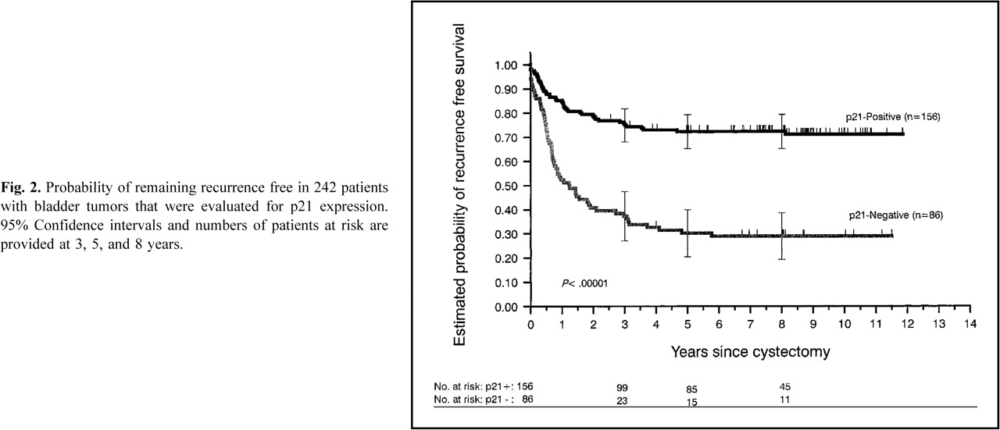 Fig. 2. Probability of remaining recurrence free in 242 patients
with bladder tumors that were evaluated for p21 expression.
95% Confidence intervals and numbers of patients at risk are
provided at 3, 5, and 8 years.
Estimated probability of recurrence free survival
1.00
0.90
0.80
0.70
0.60
0.50
0.40
0.30
0.20
0.10
0.00
p21-Positive (n=156)
p21-Negative (n=86)
P< .00001
0 1 2 3 4 5 6 7 8 9 10 11 12 13 14
Years since cystectomy
No. at risk: p21+: 156 99 85 45
No. at risk: p21 - : 86 23 15 11